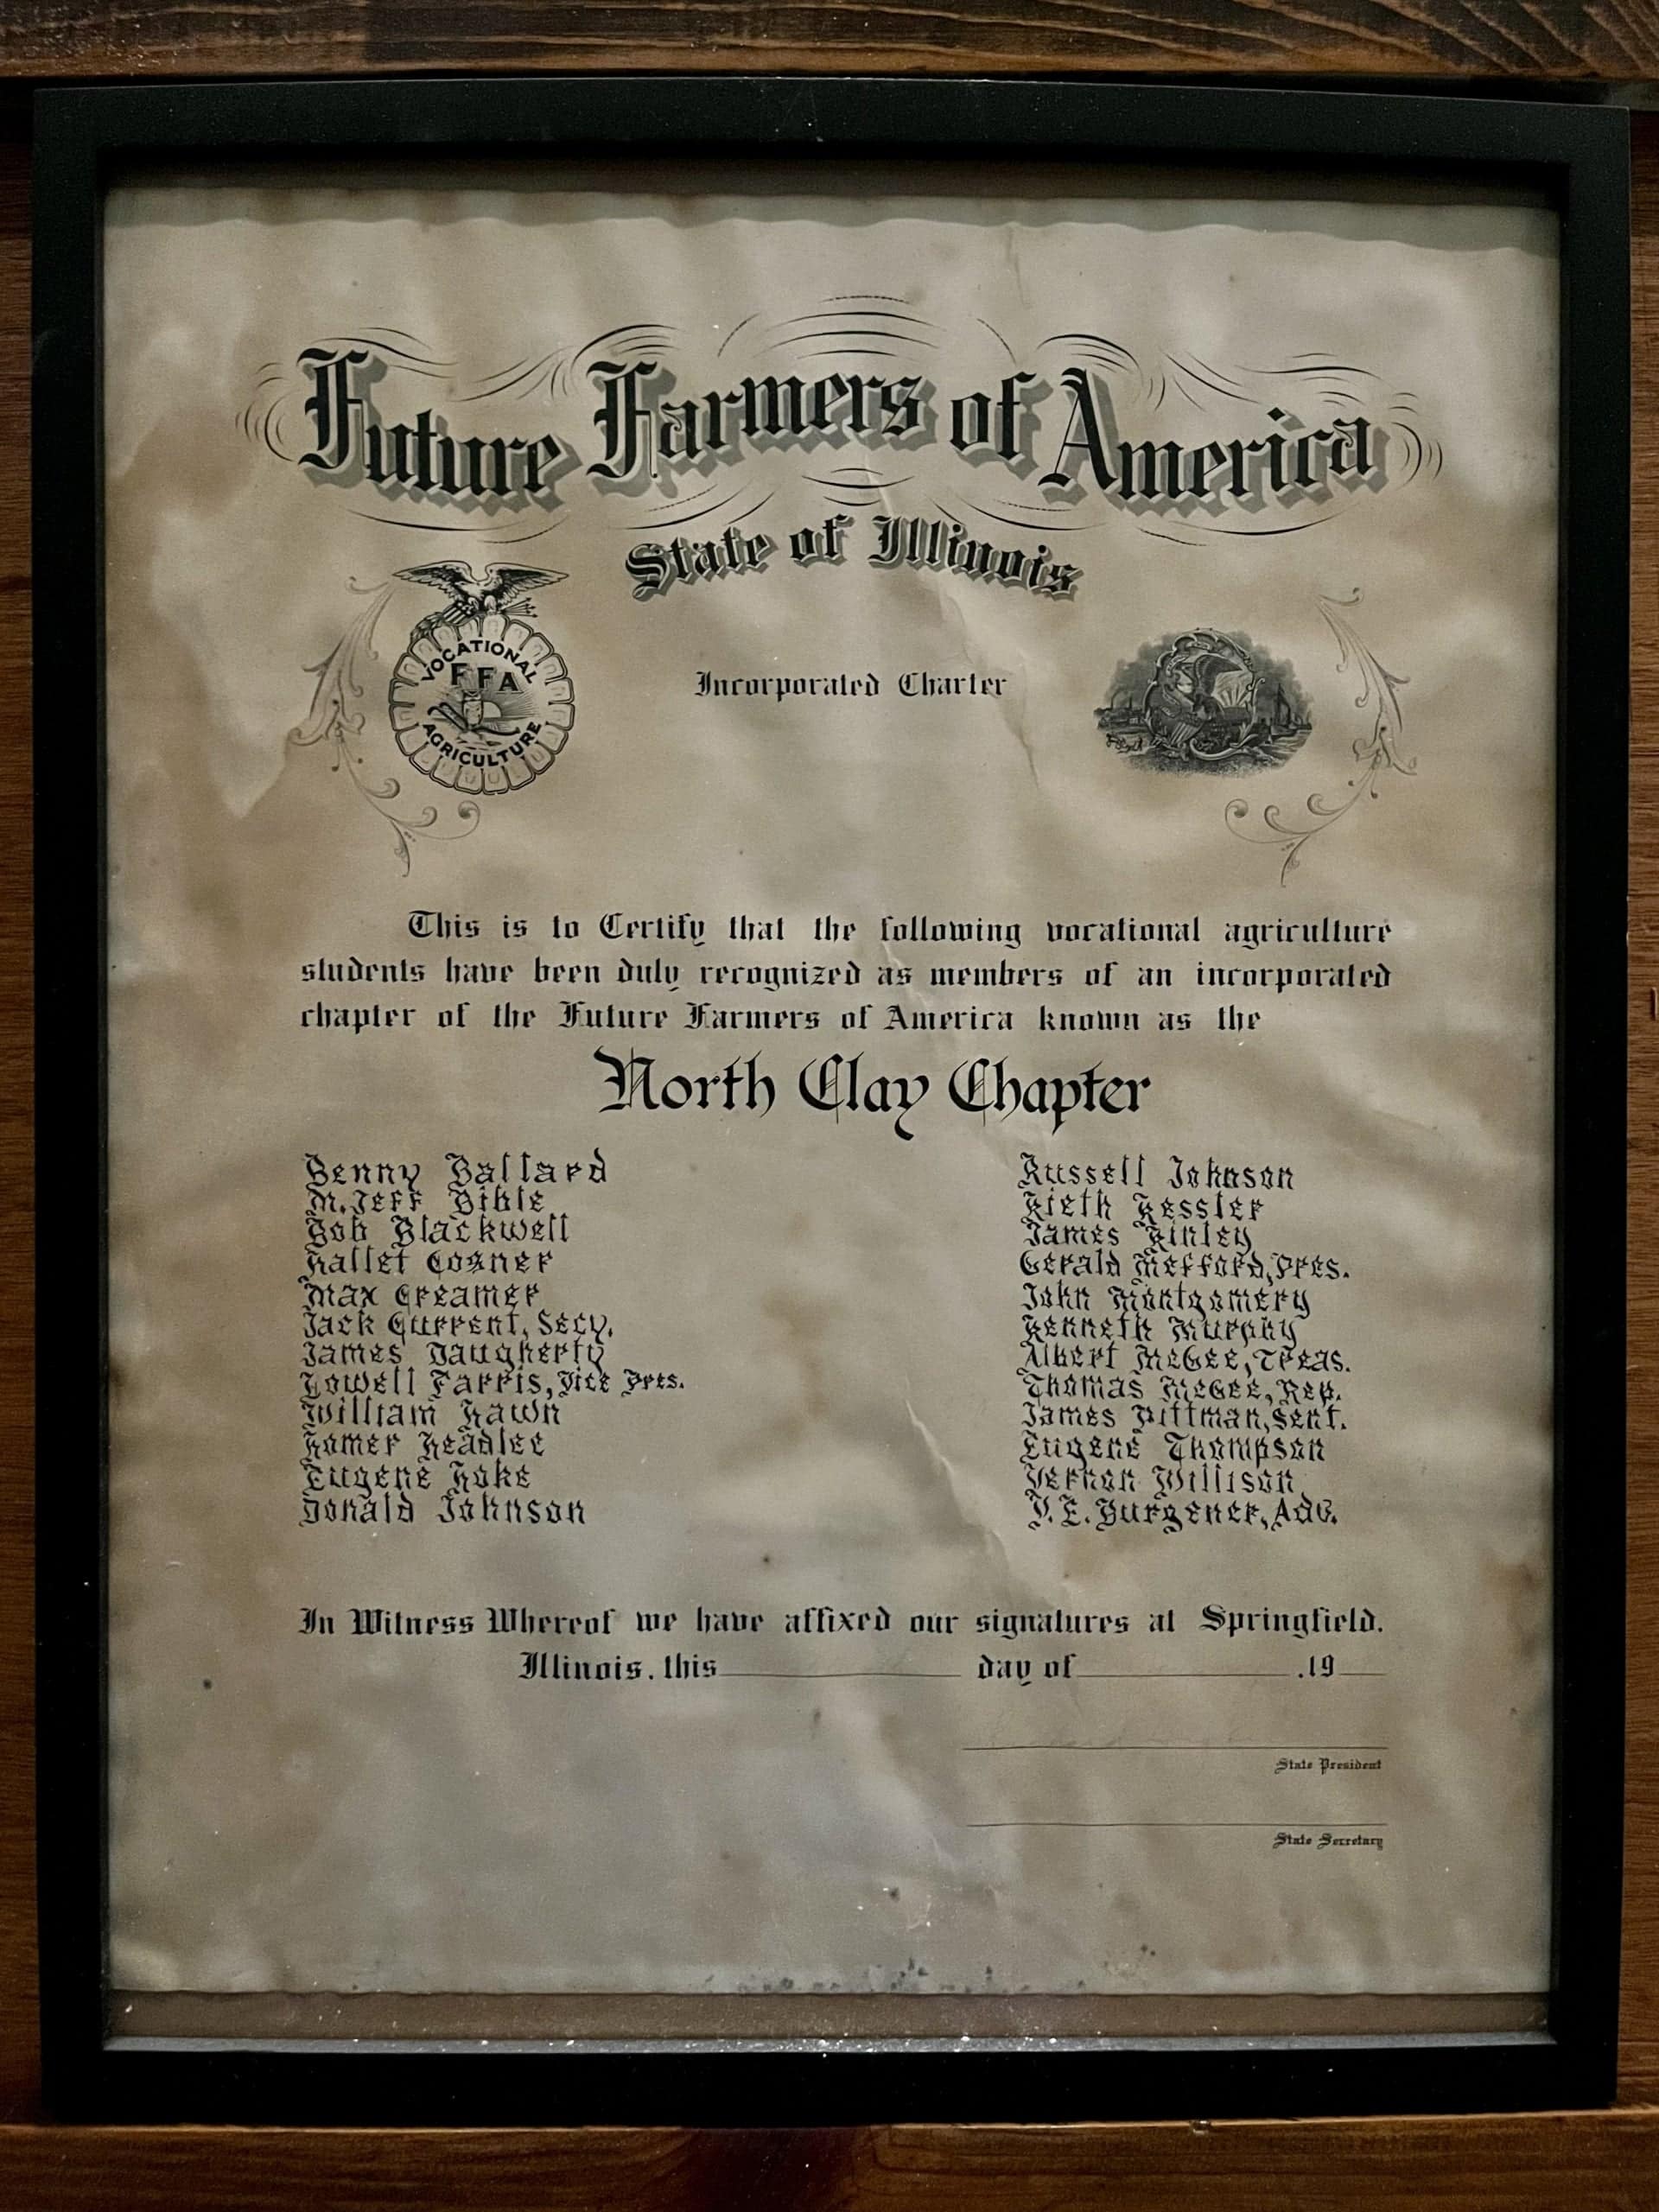 Future Farmers of America
State of Illinois
VOCATIONAL
FFA
AGRICULTURE
Incorporated Charter
This is to Certify that the following vocational agriculture
students have been duly recognized as members of an incorporated
chapter of the Future Farmers of America known as the
North Clay Chapter
Benny Ballard
M. Jeff Bible
Bob Blackwell
Hallet Cosner
Max Creamer
Jack Current, Secy.
James Daugherty
Lowell Farris, Vice Pres.
William Hawn
Homer Headlee
Eugene Hoke
Donald Johnson
Russell Johnson
Kieth Kessler
James Kinley
Gerald Mefford, Pres.
John Montgomery
Kenneth Murphy
Albert McGee, Treas.
Thomas McGee, Rep.
James Pittman, Sent.
Eugene Thompson
Vernon Willison
E. Burgener, Adv.
In Witness Whereof we have affixed our signatures at Springfield,
Illinois, this day of , 19
State President
State Secretary